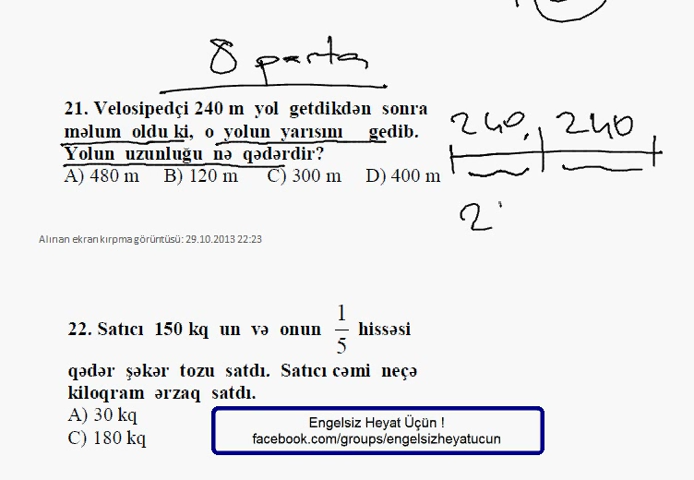 8 parta
21. Velosipedçi 240 m yol getdikdən sonra
məlum oldu ki, o yolun yarısını gedib.
Yolun uzunluğu nə qədərdir?
A) 480 m B) 120 m C) 300 m D) 400 m
240 240
2
Alınan ekran kırpma görüntüsü: 29.10.2013 22:23
22. Satıcı 150 kq un və onun 1/5 hissəsi
qədər şəkər tozu satdı. Satıcı cəmi neçə
kiloqram ərzaq satdı.
A) 30 kq
C) 180 kq
Engelsiz Heyat Üçün !
facebook.com/groups/engelsizheyatucun